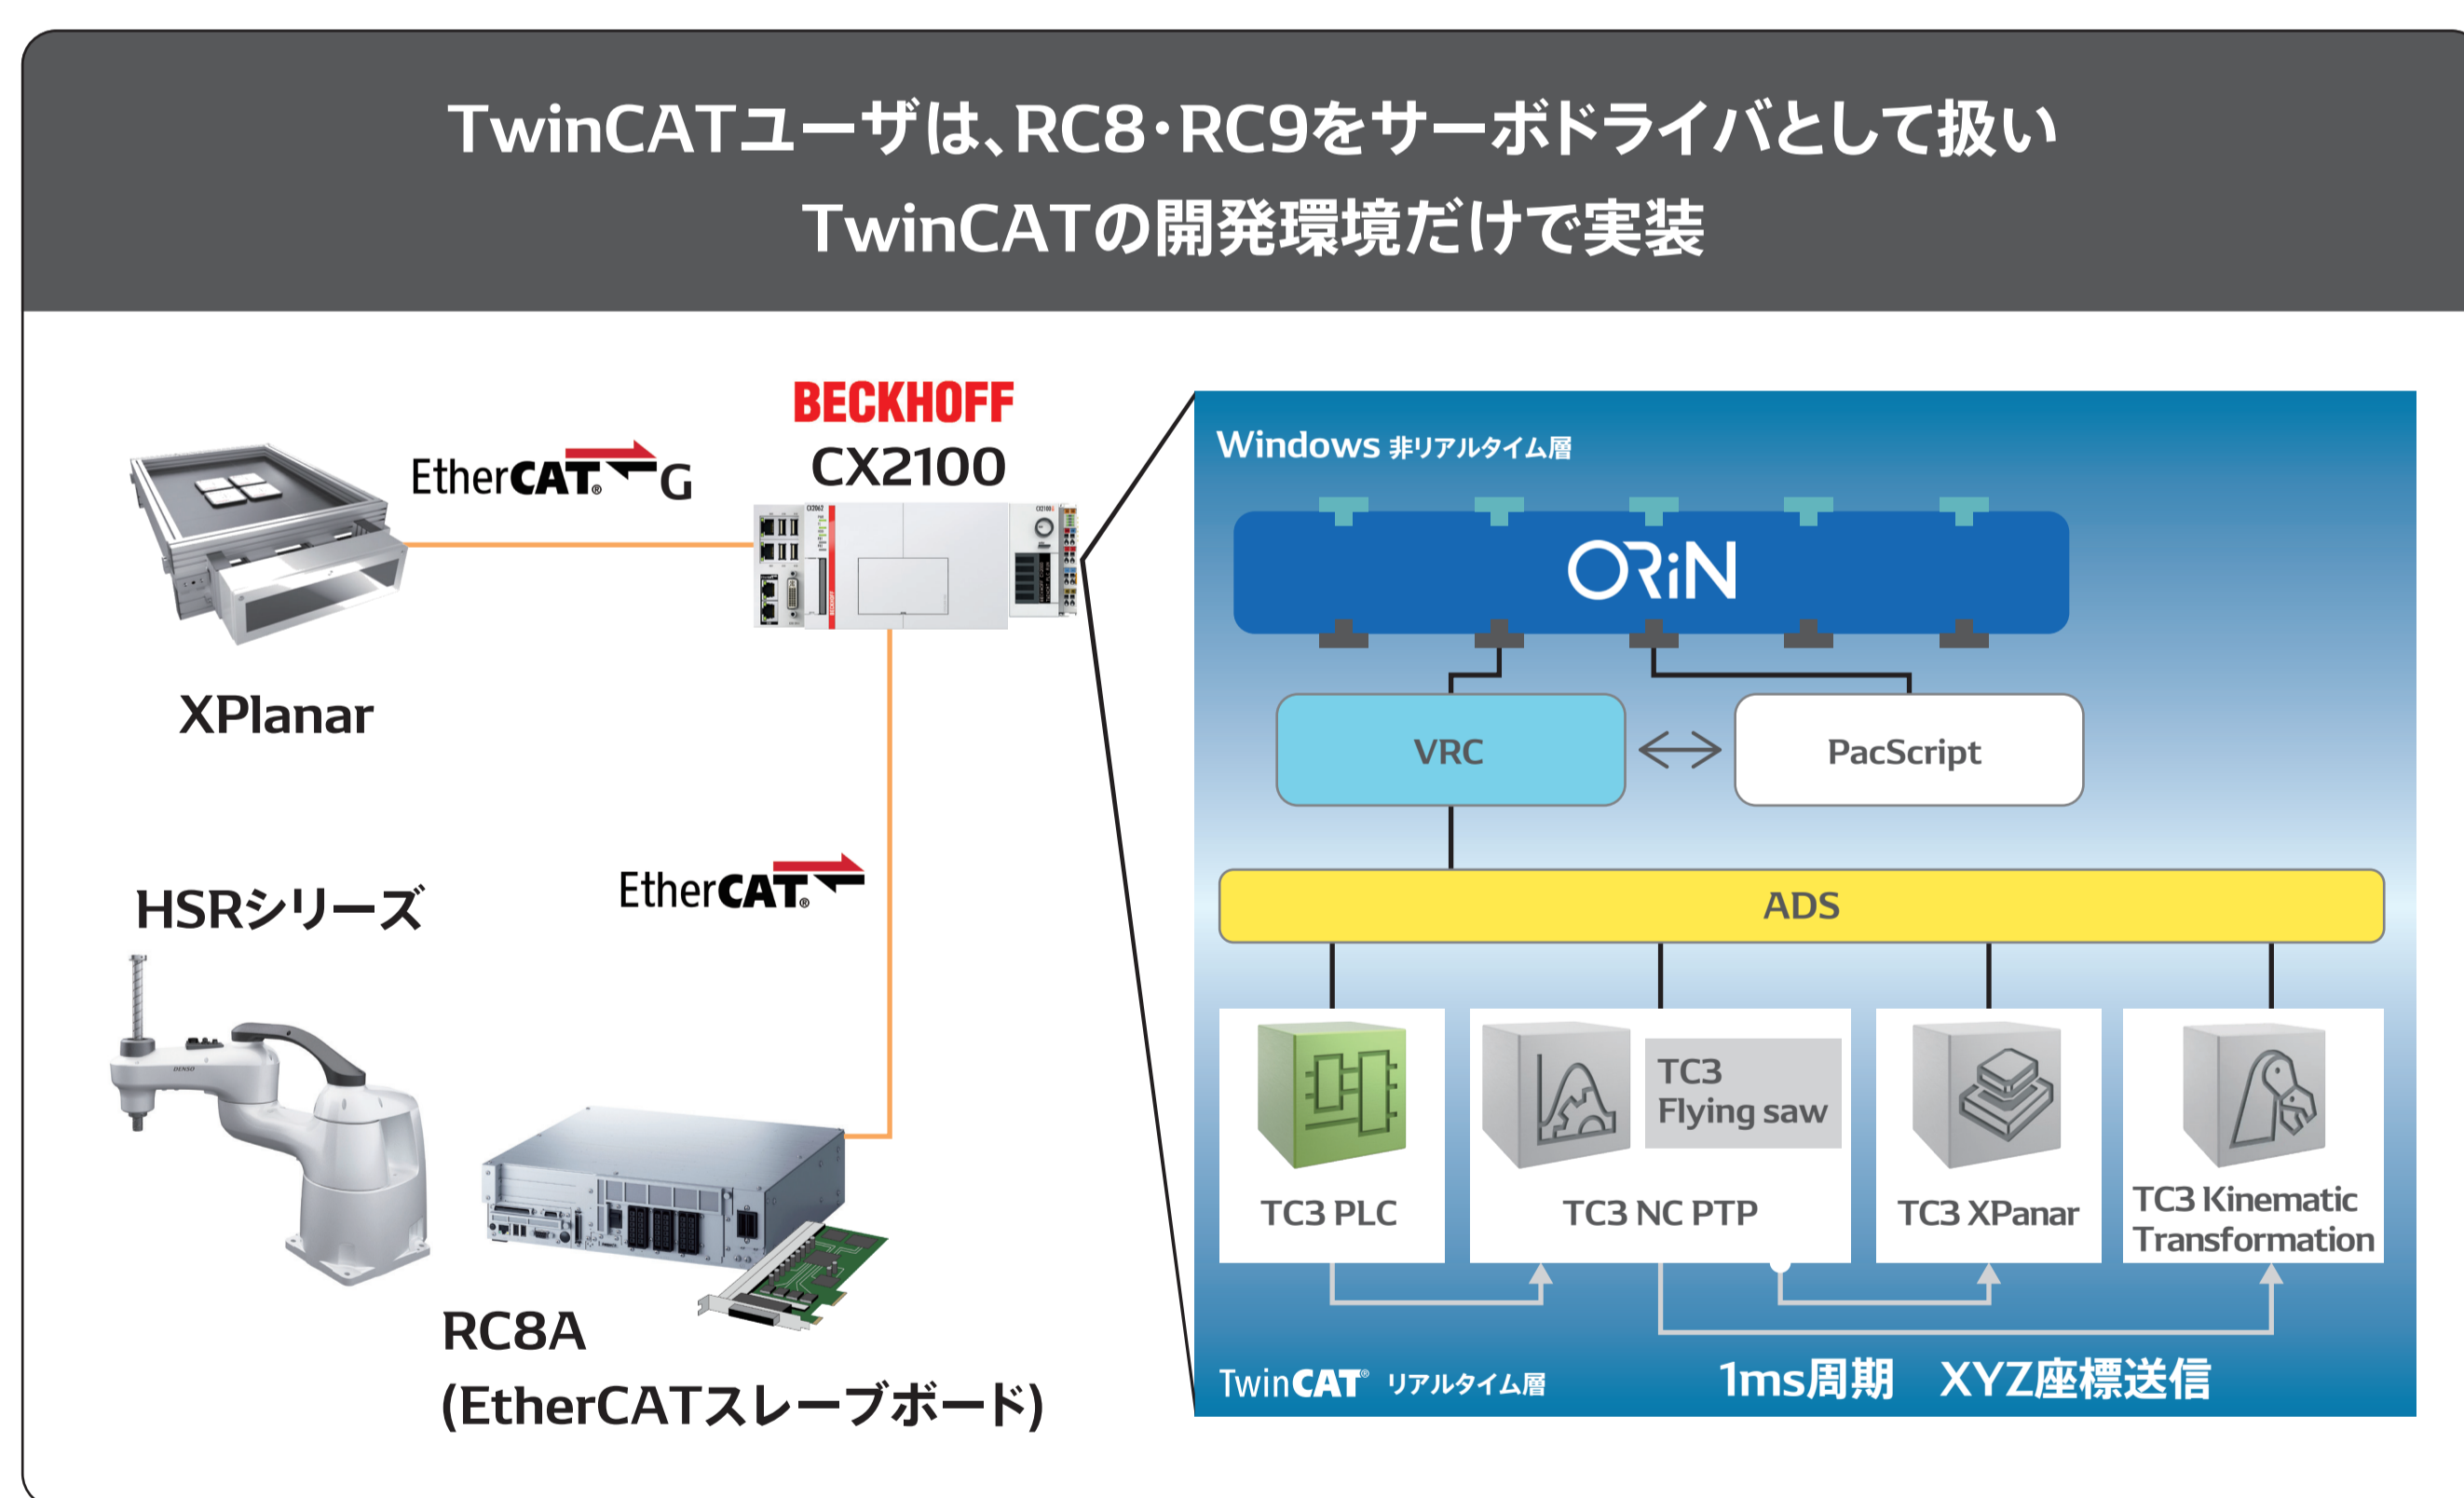 TwinCATユーザは、RC8・RC9をサーボドライバとして扱い
TwinCATの開発環境だけで実装
BECKHOFF
CX2100
EtherCAT®
G
XPlanar
EtherCAT®
HSRシリーズ
DENSO
RC8A
(EtherCATスレーブボード)
Windows 非リアルタイム層
ORiN
VRC
PacScript
ADS
TC3
Flying saw
TC3 PLC
TC3 NC PTP
TC3 XPanar
TC3 Kinematic
Transformation
TwinCAT® リアルタイム層
1ms周期 XYZ座標送信